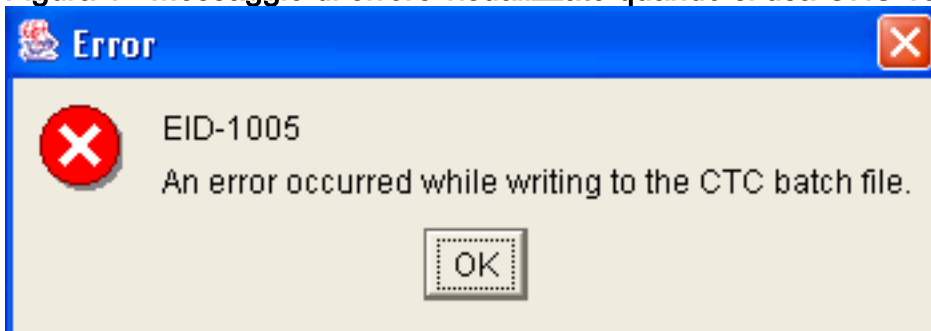 Error
EID-1005
An error occurred while writing to the CTC batch file.
OK